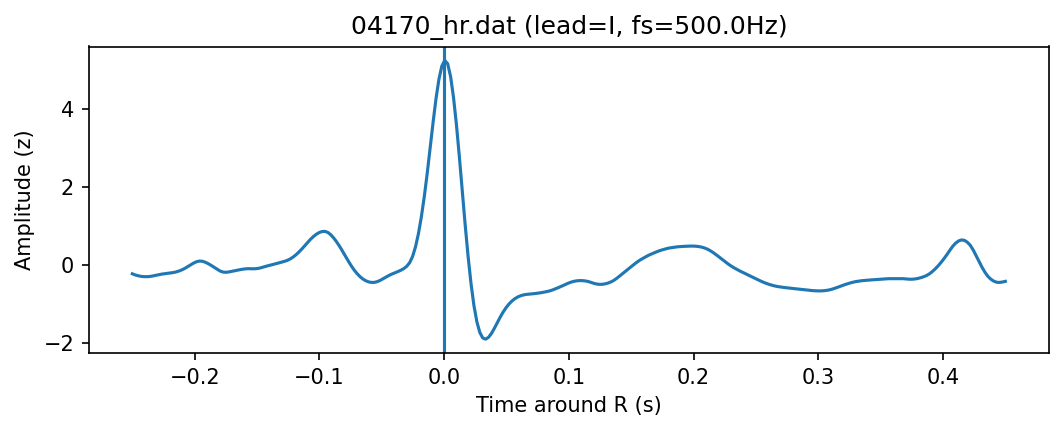 04170_hr.dat (lead=I, fs=500.0Hz)
Amplitude (z)
4
2
0
−2
−0.2 −0.1 0.0 0.1 0.2 0.3 0.4
Time around R (s)